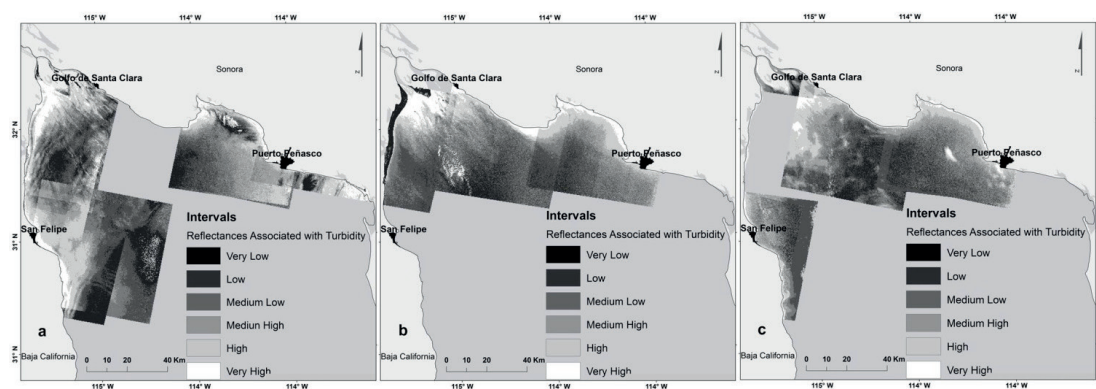 115° W 114° W 114° W
Golfo de Santa Clara
Sonora
z
32° N
Puerto Peñasco
San Felipe
31° N
Intervals
Reflectances Associated with Turbidity
Very Low
Low
Medium Low
Mediun High
High
Very High
a
Baja California
0 10 20 40 Km
31° N
115° W 114° W 114° W
115° W 114° W 114° W
Golfo de Santa Clara
Sonora
z
Puerto Peñasco
San Felipe
Intervals
Reflectances Associated with Turbidity
Very Low
Low
Medium Low
Medium High
High
Very High
b
Baja California
0 10 20 40 Km
115° W 114° W 114° W
115° W 114° W 114° W
Golfo de Santa Clara
Sonora
z
Puerto Peñasco
San Felipe
Intervals
Reflectances Associated with Turbidity
Very Low
Low
Medium Low
Medium High
High
Very High
c
Baja California
0 10 20 40 Km
115° W 114° W 114° W